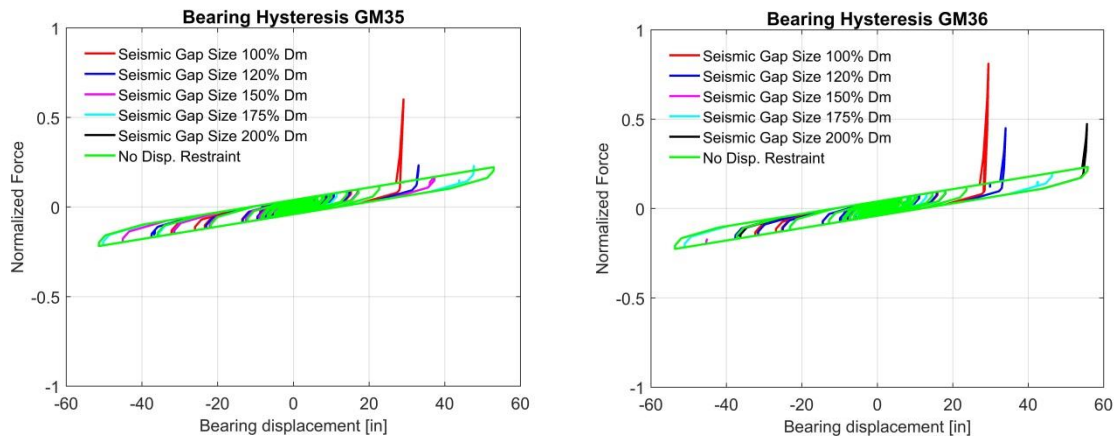 Bearing Hysteresis GM35
1
0.5
0
-0.5
-1
Normalized Force
Seismic Gap Size 100% Dm
Seismic Gap Size 120% Dm
Seismic Gap Size 150% Dm
Seismic Gap Size 175% Dm
Seismic Gap Size 200% Dm
No Disp. Restraint
-60 -40 -20 0 20 40 60
Bearing displacement [in]
Bearing Hysteresis GM36
1
0.5
0
-0.5
-1
Normalized Force
Seismic Gap Size 100% Dm
Seismic Gap Size 120% Dm
Seismic Gap Size 150% Dm
Seismic Gap Size 175% Dm
Seismic Gap Size 200% Dm
No Disp. Restraint
-60 -40 -20 0 20 40 60
Bearing displacement [in]